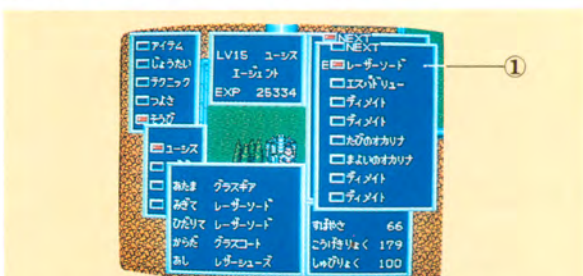 アイテム
じょうたい
テクニック
つよさ
そうび
LV15 ユーシス
エージェント
EXP 25334
NEXT
NEXT
E レーザーソード
エスパドリュー
ディメイト
ディメイト
たびのオカリナ
まよいのオカリナ
ディメイト
ディメイト
①
ユーシス
あたま グラスギア
みぎて レーザーソード
ひだりて レーザーソード
からだ グラスコート
あし レザーシューズ
すばやさ 66
こうげきりょく 179
しゅびりょく 100